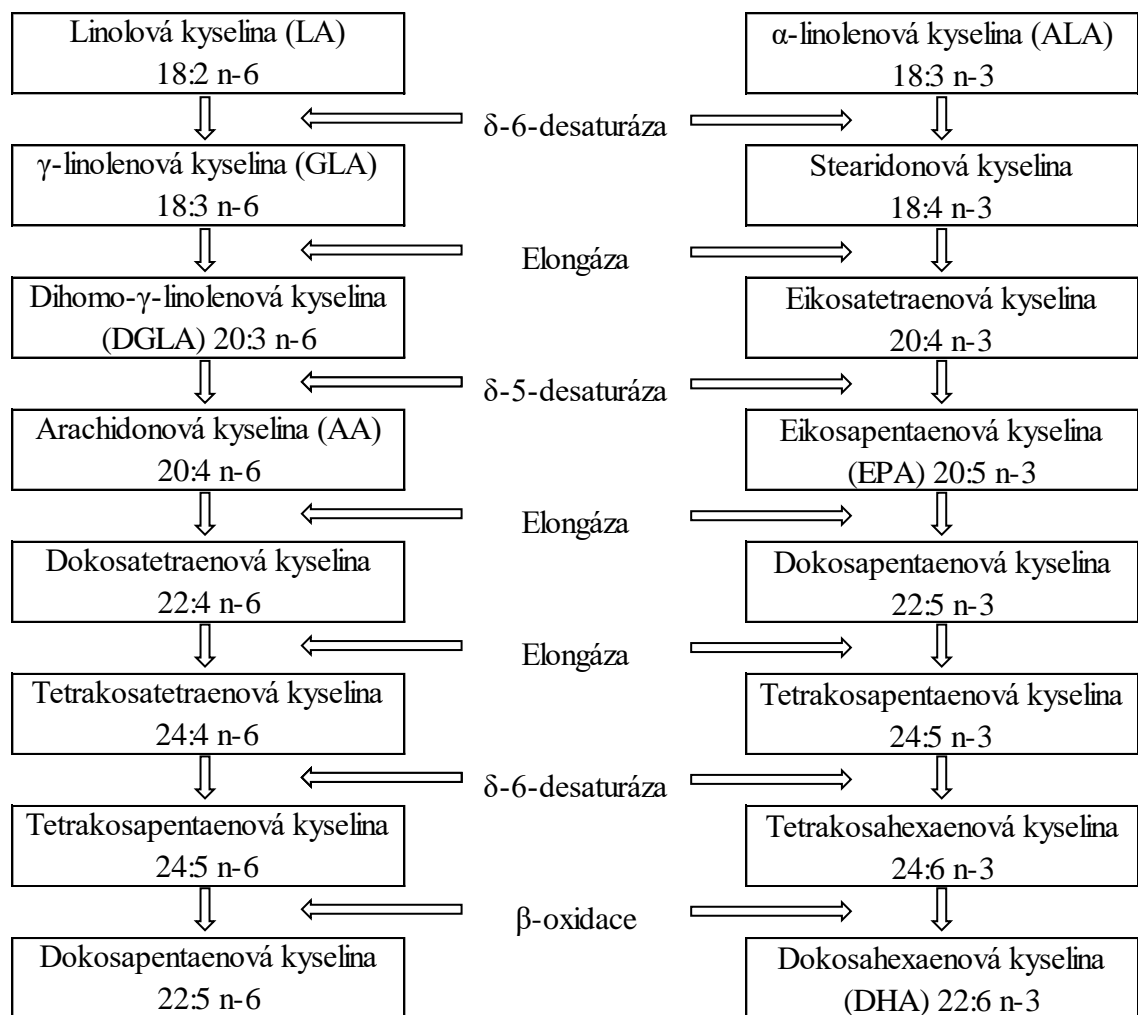 Linolová kyselina (LA)
18:2 n-6
α-linolenová kyselina (ALA)
18:3 n-3
δ-6-desaturáza
γ-linolenová kyselina (GLA)
18:3 n-6
Stearidonová kyselina
18:4 n-3
Elongáza
Dihomo-γ-linolenová kyselina
(DGLA) 20:3 n-6
Eikosatetraenová kyselina
20:4 n-3
δ-5-desaturáza
Arachidonová kyselina (AA)
20:4 n-6
Eikosapentaenová kyselina
(EPA) 20:5 n-3
Elongáza
Dokosatetraenová kyselina
22:4 n-6
Dokosapentaenová kyselina
22:5 n-3
Elongáza
Tetrakosatetraenová kyselina
24:4 n-6
Tetrakosapentaenová kyselina
24:5 n-3
δ-6-desaturáza
Tetrakosapentaenová kyselina
24:5 n-6
Tetrakosahexaenová kyselina
24:6 n-3
β-oxidace
Dokosapentaenová kyselina
22:5 n-6
Dokosahexaenová kyselina
(DHA) 22:6 n-3